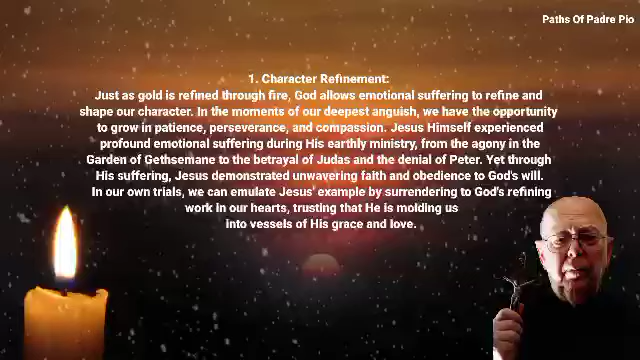 Paths Of Padre Pio
1. Character Refinement:
Just as gold is refined through fire, God allows emotional suffering to refine and
shape our character. In the moments of our deepest anguish, we have the opportunity
to grow in patience, perseverance, and compassion. Jesus Himself experienced
profound emotional suffering during His earthly ministry, from the agony in the
Garden of Gethsemane to the betrayal of Judas and the denial of Peter. Yet through
His suffering, Jesus demonstrated unwavering faith and obedience to God's will.
In our own trials, we can emulate Jesus' example by surrendering to God's refining
work in our hearts, trusting that He is molding us
into vessels of His grace and love.